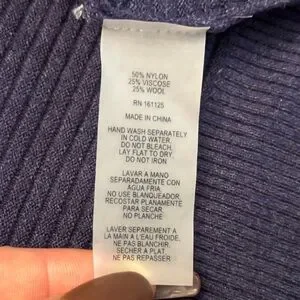 50% NYLON
25% VISCOSE
25% WOOL
RN 161125
MADE IN CHINA
HAND WASH SEPARATELY
IN COLD WATER.
DO NOT BLEACH.
LAY FLAT TO DRY.
DO NOT IRON
LAVAR A MANO
SEPARADAMENTE CON
AGUA FRIA.
NO USE BLANQUEADOR.
RECOSTAR PLANAMENTE
PARA SECAR.
NO PLANCHE
LAVER SEPAREMENT A
LA MAIN A L'EAU FROIDE.
NE PAS BLANCHIR.
SECHER A PLAT.
NE PAS REPASSER